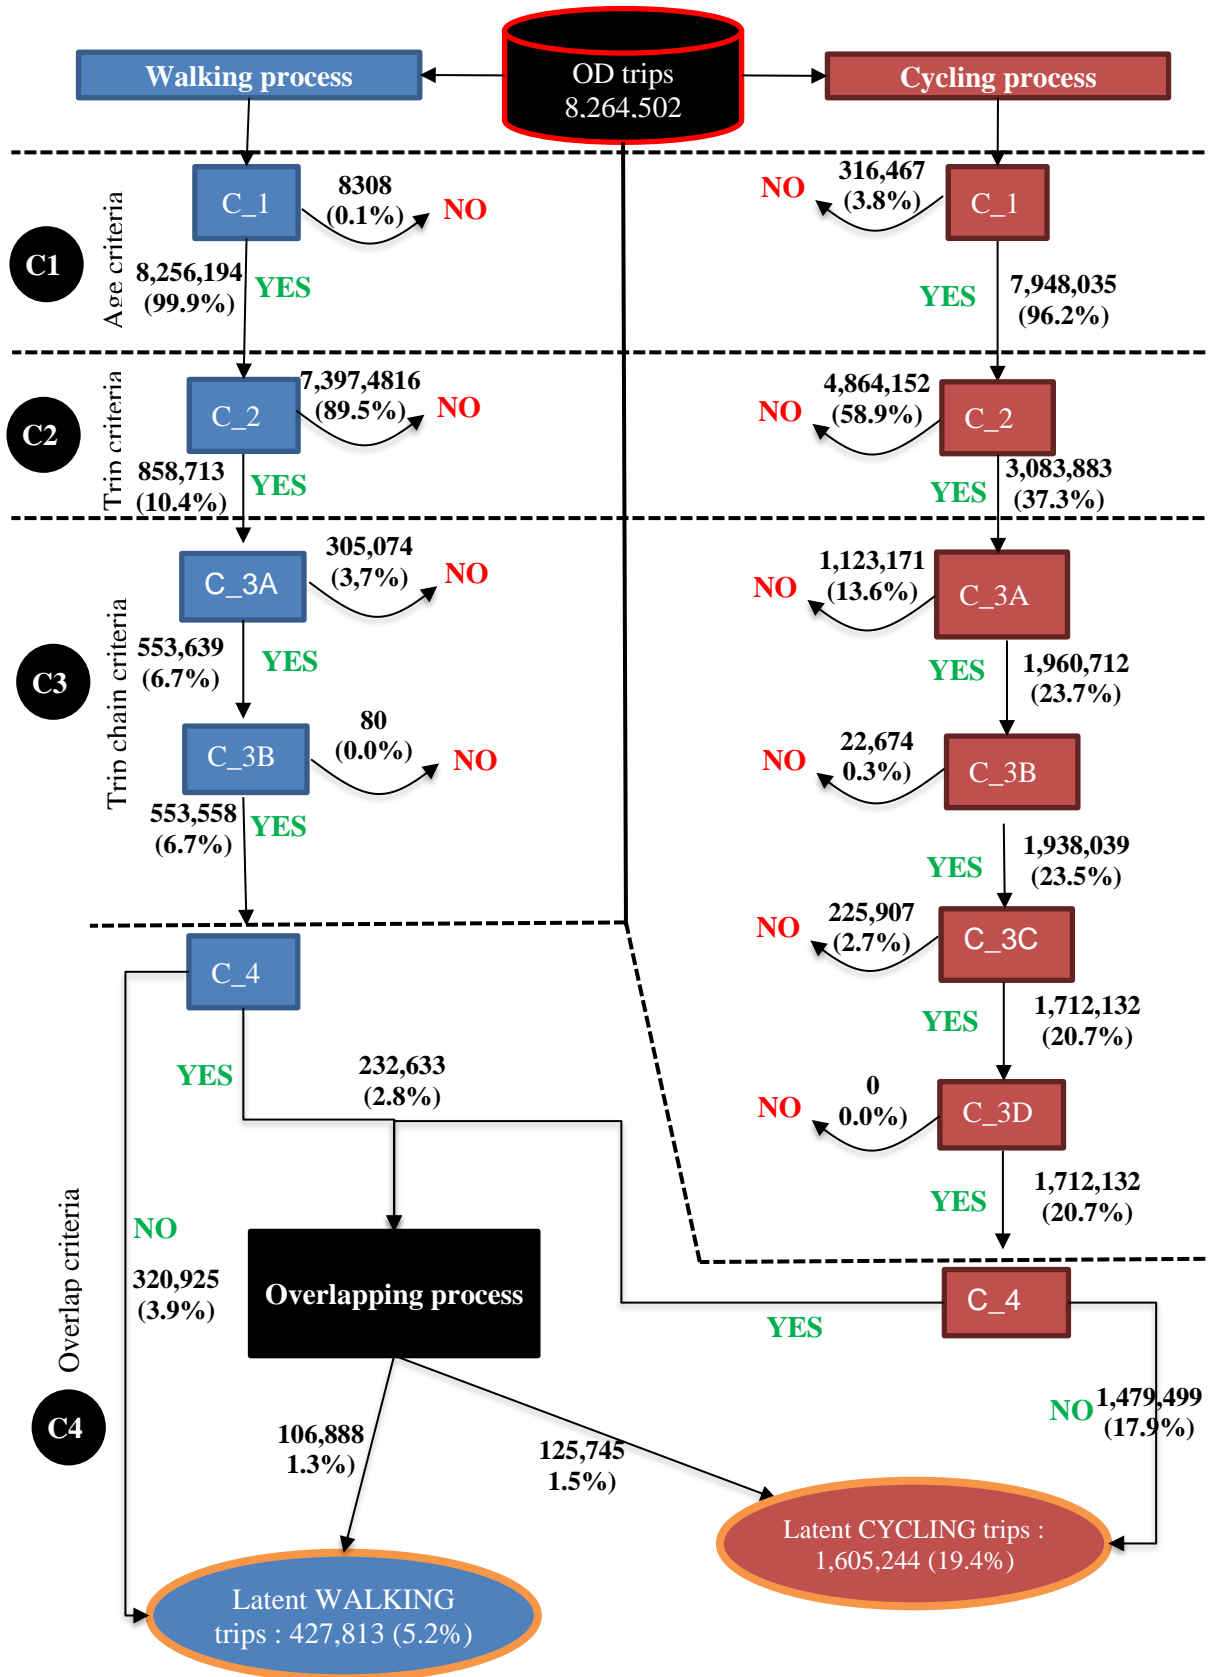 OD trips
8,264,502
Walking process
Cycling process
C1
Age criteria
C_1
8308
(0.1%)
NO
8,256,194
(99.9%)
YES
NO
316,467
(3.8%)
C_1
YES
7,948,035
(96.2%)
C2
Trip criteria
C_2
7,397,4816
(89.5%)
NO
858,713
(10.4%)
YES
NO
4,864,152
(58.9%)
C_2
YES
3,083,883
(37.3%)
C3
Trip chain criteria
C_3A
305,074
(3,7%)
NO
553,639
(6.7%)
YES
C_3B
80
(0.0%)
NO
553,558
(6.7%)
YES
NO
1,123,171
(13.6%)
C_3A
YES
1,960,712
(23.7%)
NO
22,674
0.3%)
C_3B
YES
1,938,039
(23.5%)
NO
225,907
(2.7%)
C_3C
YES
1,712,132
(20.7%)
NO
0
0.0%)
C_3D
YES
1,712,132
(20.7%)
C4
Overlap criteria
C_4
YES
232,633
(2.8%)
NO
320,925
(3.9%)
Overlapping process
C_4
YES
NO
1,479,499
(17.9%)
106,888
1.3%)
125,745
1.5%)
Latent CYCLING trips :
1,605,244 (19.4%)
Latent WALKING
trips : 427,813 (5.2%)